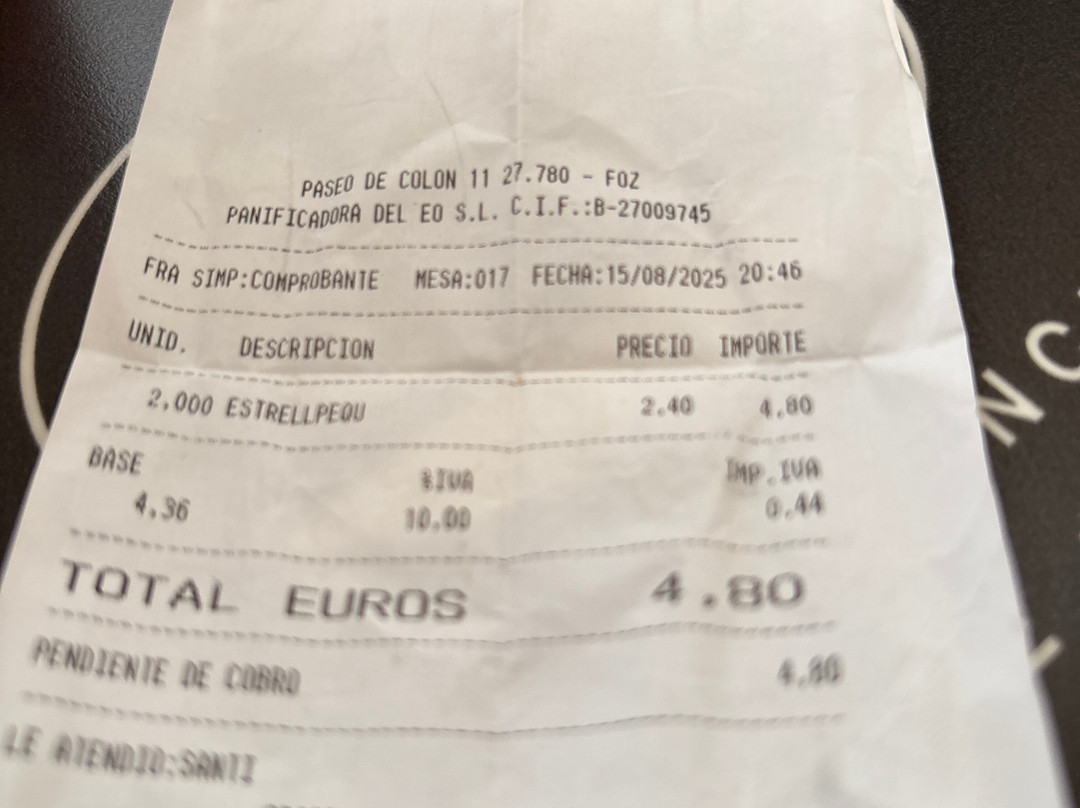 PASEO DE COLON 11 27.780 - FOZ
PANIFICADORA DEL EO S.L. C.I.F.:B-27009745
FRA SIMP:COMPROBANTE MESA:017 FECHA:15/08/2025 20:46
UNID. DESCRIPCION PRECIO IMPORTE
2,000 ESTRELLPEQU 2.40 4.80
BASE %IVA IMP.IVA
4.36 10.00 0.44
TOTAL EUROS 4.80
PENDIENTE DE COBRO 4.80
LE ATENDIO:SANTI